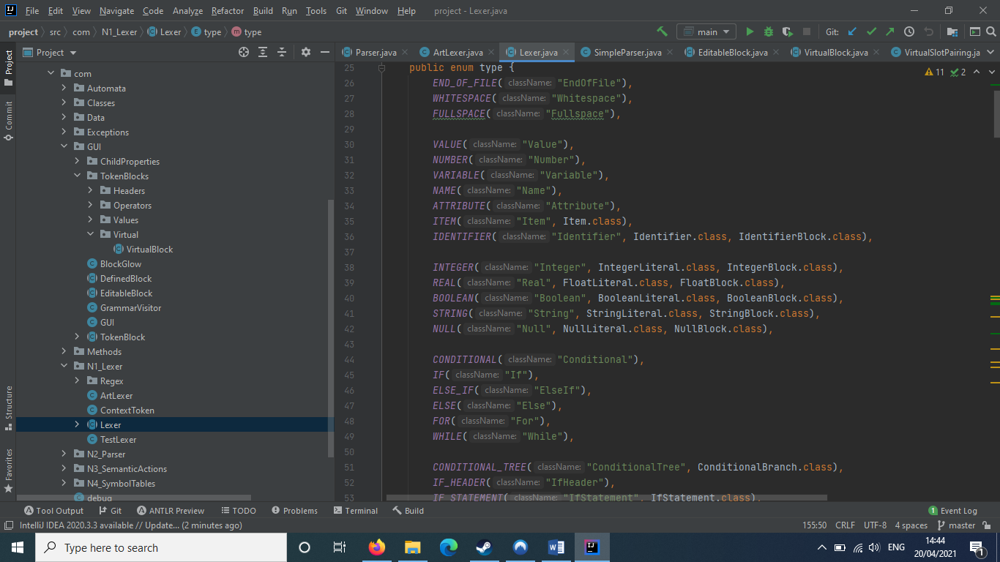 File Edit View Navigate Code Analyze Refactor Build Run Tools Git Window Help project - Lexer.java
project src com N1_Lexer Lexer type type main Git:
Project Parser.java ArtLexer.java Lexer.java SimpleParser.java EditableBlock.java VirtualBlock.java VirtualSlotPairing.ja
Project
Commit
Structure
Favorites
com
Automata
Classes
Data
Exceptions
GUI
ChildProperties
TokenBlocks
Headers
Operators
Values
Virtual
VirtualBlock
BlockGlow
DefinedBlock
EditableBlock
GrammarVisitor
GUI
TokenBlock
Methods
N1_Lexer
Regex
ArtLexer
ContextToken
Lexer
TestLexer
N2_Parser
N3_SemanticActions
N4_SymbolTables
debug
11 2
25 public enum type {
26 END_OF_FILE( className: "EndOfFile"),
27 WHITESPACE( className: "Whitespace"),
28 FULLSPACE( className: "Fullspace"),
29
30 VALUE( className: "Value"),
31 NUMBER( className: "Number"),
32 VARIABLE( className: "Variable"),
33 NAME( className: "Name"),
34 ATTRIBUTE( className: "Attribute"),
35 ITEM( className: "Item", Item.class),
36 IDENTIFIER( className: "Identifier", Identifier.class, IdentifierBlock.class),
37
38 INTEGER( className: "Integer", IntegerLiteral.class, IntegerBlock.class),
39 REAL( className: "Real", FloatLiteral.class, FloatBlock.class),
40 BOOLEAN( className: "Boolean", BooleanLiteral.class, BooleanBlock.class),
41 STRING( className: "String", StringLiteral.class, StringBlock.class),
42 NULL( className: "Null", NullLiteral.class, NullBlock.class),
43
44 CONDITIONAL( className: "Conditional"),
45 IF( className: "If"),
46 ELSE_IF( className: "ElseIf"),
47 ELSE( className: "Else"),
48 FOR( className: "For"),
49 WHILE( className: "While"),
50
51 CONDITIONAL_TREE( className: "ConditionalTree", ConditionalBranch.class),
52 IF_HEADER( className: "IfHeader"),
53 IF_STATEMENT( className: "IfStatement", IfStatement.class),
Tool Output Git ANTLR Preview TODO Problems Terminal Build 1 Event Log
IntelliJ IDEA 2020.3.3 available // Update... (2 minutes ago) 155:50 CRLF UTF-8 4 spaces master
Type here to search ENG 14:44
20/04/2021 1